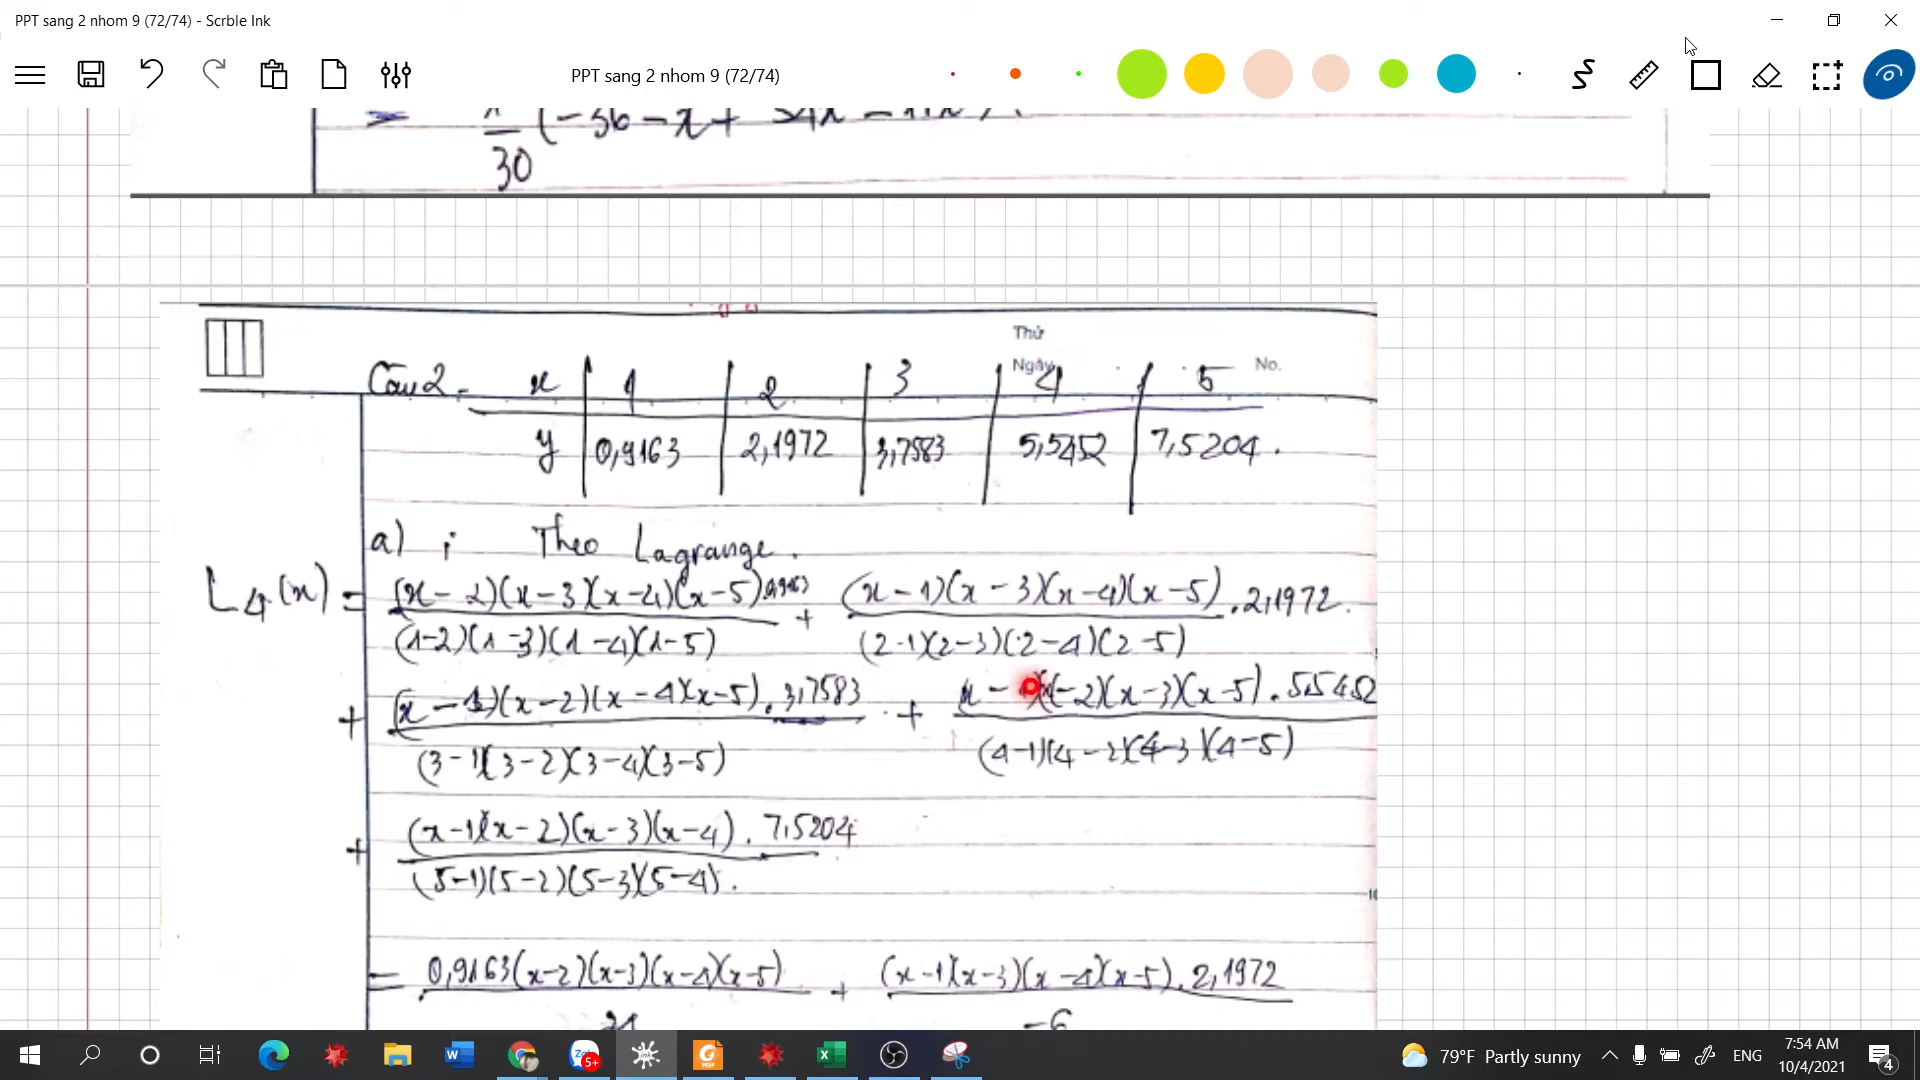 PPT sang 2 nhom 9 (72/74) - Scrble Ink
PPT sang 2 nhom 9 (72/74)
30
Thứ
Ngày No.
Câu 2. x 1 2 3 4 5
y 0,9163 2,1972 3,7583 5,5452 7,5204.
a) i Theo Lagrange.
L₄(x) = (x-2)(x-3)(x-4)(x-5)0,9163 + (x-1)(x-3)(x-4)(x-5).2,1972.
(1-2)(1-3)(1-4)(1-5) (2-1)(2-3)(2-4)(2-5)
+ (x-1)(x-2)(x-4)(x-5).3,7583 + (x-2)(x-3)(x-5).5,5452
(3-1)(3-2)(3-4)(3-5) (4-1)(4-2)(4-3)(4-5)
+ (x-1)(x-2)(x-3)(x-4).7,5204
(5-1)(5-2)(5-3)(5-4).
= 0,9163(x-2)(x-3)(x-4)(x-5) + (x-1)(x-3)(x-4)(x-5).2,1972
-6
5+ 79°F Partly sunny ENG 7:54 AM
10/4/2021 4